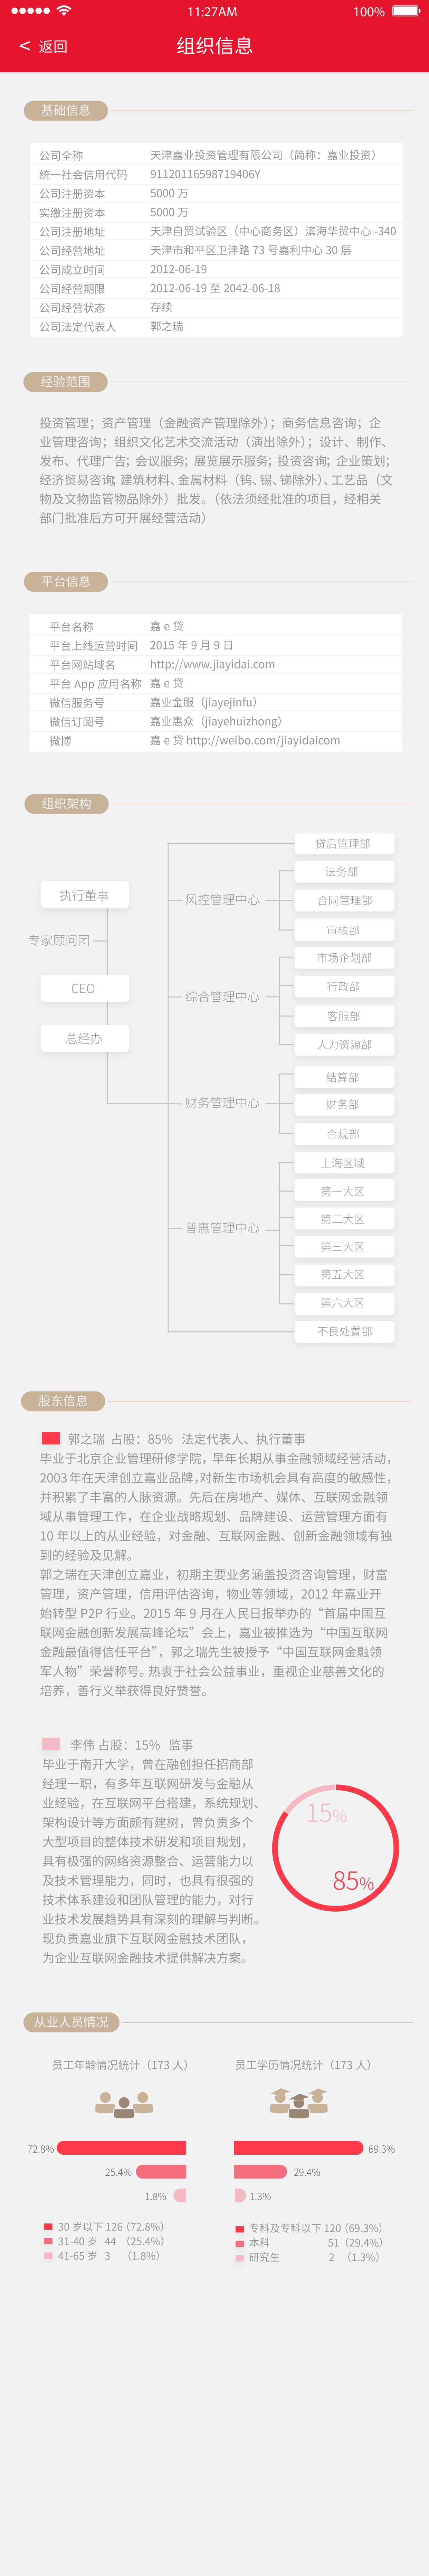 11:27AM
100%
< 返回
组织信息
基础信息
公司全称 天津嘉业投资管理有限公司（简称：嘉业投资）
统一社会信用代码 91120116598719406Y
公司注册资本 5000 万
实缴注册资本 5000 万
公司注册地址 天津自贸试验区（中心商务区）滨海华贸中心 -340
公司经营地址 天津市和平区卫津路 73 号嘉利中心 30 层
公司成立时间 2012-06-19
公司经营期限 2012-06-19 至 2042-06-18
公司经营状态 存续
公司法定代表人 郭之瑞
经验范围
投资管理；资产管理（金融资产管理除外）；商务信息咨询；企
业管理咨询；组织文化艺术交流活动（演出除外）；设计、制作、
发布、代理广告；会议服务；展览展示服务；投资咨询；企业策划；
经济贸易咨询；建筑材料、金属材料（钨、锡、锑除外）、工艺品（文
物及文物监管物品除外）批发。（依法须经批准的项目，经相关
部门批准后方可开展经营活动）
平台信息
平台名称 嘉 e 贷
平台上线运营时间 2015 年 9 月 9 日
平台网站域名 http://www.jiayidai.com
平台 App 应用名称 嘉 e 贷
微信服务号 嘉业金服（jiayejinfu）
微信订阅号 嘉业惠众（jiayehuizhong）
微博 嘉 e 贷 http://weibo.com/jiayidaicom
组织架构
执行董事
专家顾问团
CEO
总经办
风控管理中心
综合管理中心
财务管理中心
普惠管理中心
贷后管理部
法务部
合同管理部
审核部
市场企划部
行政部
客服部
人力资源部
结算部
财务部
合规部
上海区域
第一大区
第二大区
第三大区
第五大区
第六大区
不良处置部
股东信息
郭之瑞 占股：85% 法定代表人、执行董事
毕业于北京企业管理研修学院，早年长期从事金融领域经营活动，
2003 年在天津创立嘉业品牌，对新生市场机会具有高度的敏感性，
并积累了丰富的人脉资源。先后在房地产、媒体、互联网金融领
域从事管理工作，在企业战略规划、品牌建设、运营管理方面有
10 年以上的从业经验，对金融、互联网金融、创新金融领域有独
到的经验及见解。
郭之瑞在天津创立嘉业，初期主要业务涵盖投资咨询管理，财富
管理，资产管理，信用评估咨询，物业等领域，2012 年嘉业开
始转型 P2P 行业。2015 年 9 月在人民日报举办的“首届中国互
联网金融创新发展高峰论坛”会上，嘉业被推选为“中国互联网
金融最值得信任平台”，郭之瑞先生被授予“中国互联网金融领
军人物”荣誉称号。热衷于社会公益事业，重视企业慈善文化的
培养，善行义举获得良好赞誉。
李伟 占股：15% 监事
毕业于南开大学，曾在融创担任招商部
经理一职，有多年互联网研发与金融从
业经验，在互联网平台搭建，系统规划、
架构设计等方面颇有建树，曾负责多个
大型项目的整体技术研发和项目规划，
具有极强的网络资源整合、运营能力以
及技术管理能力，同时，也具有很强的
技术体系建设和团队管理的能力，对行
业技术发展趋势具有深刻的理解与判断。
现负责嘉业旗下互联网金融技术团队，
为企业互联网金融技术提供解决方案。
15%
85%
从业人员情况
员工年龄情况统计（173 人）
员工学历情况统计（173 人）
72.8%
25.4%
1.8%
69.3%
29.4%
1.3%
30 岁以下 126（72.8%）
31-40 岁 44 （25.4%）
41-65 岁 3 （1.8%）
专科及专科以下 120（69.3%）
本科 51（29.4%）
研究生 2 （1.3%）